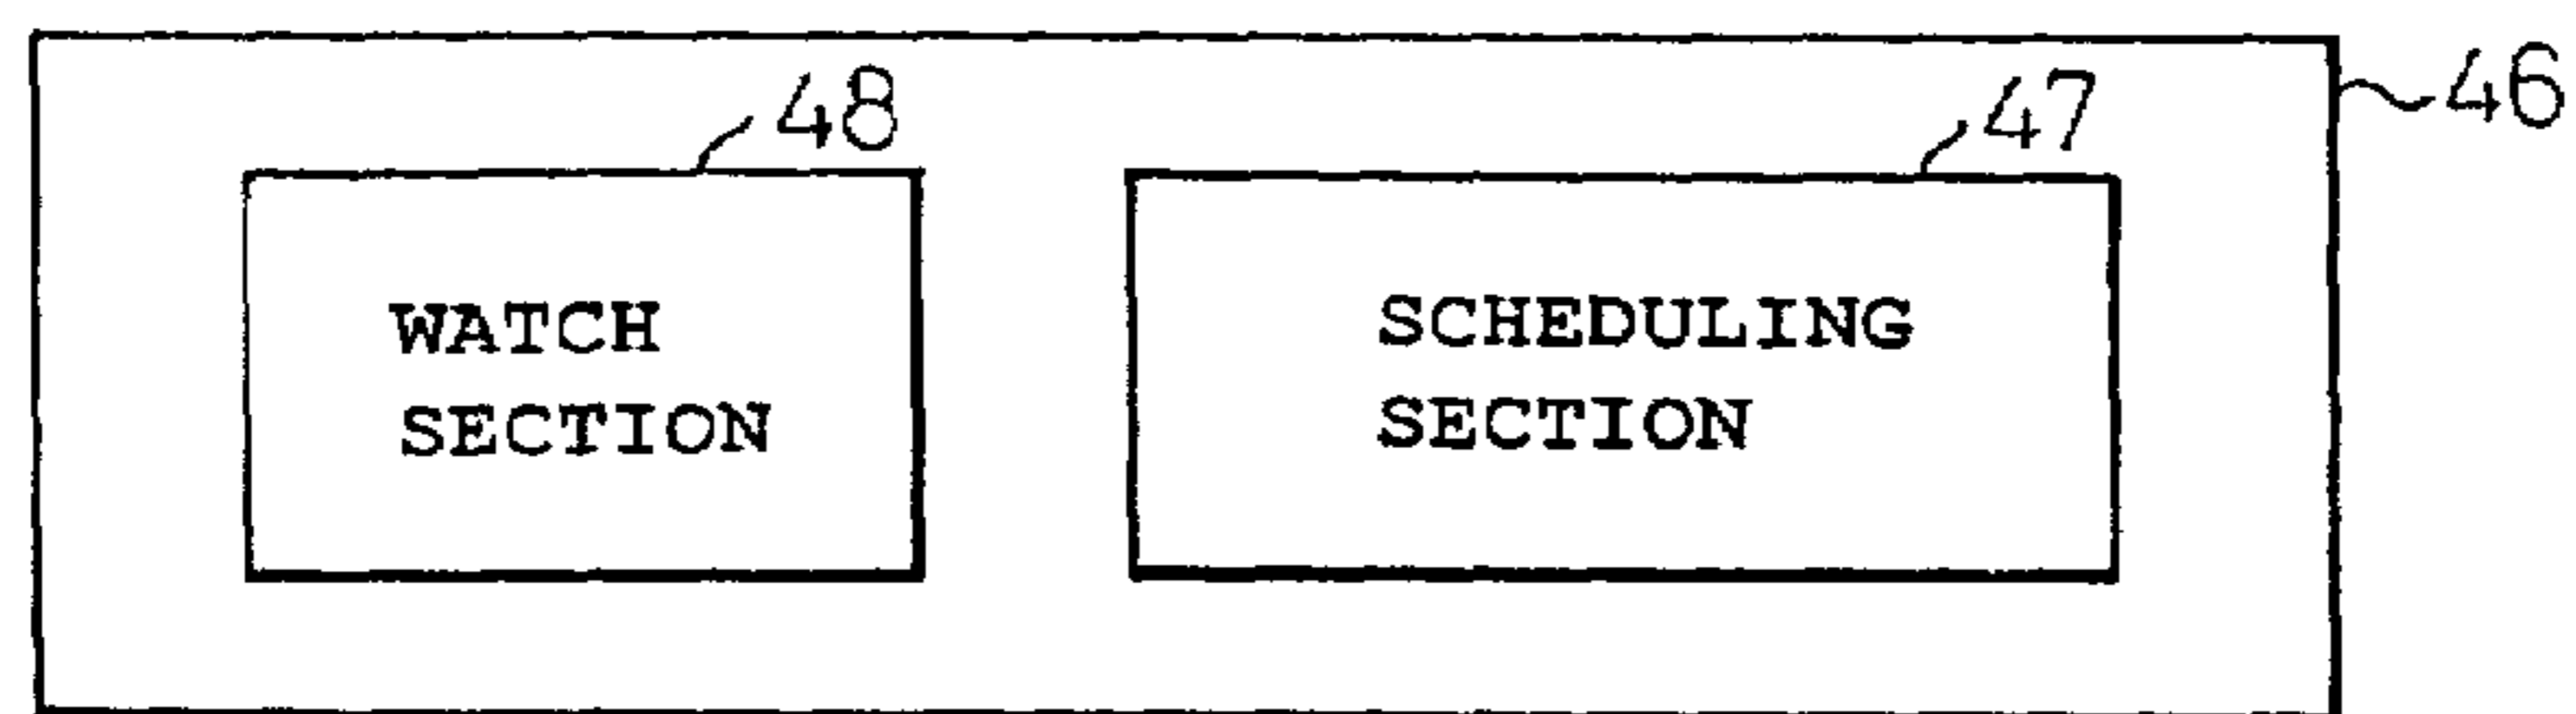 46
48
47
WATCH
SECTION
SCHEDULING
SECTION